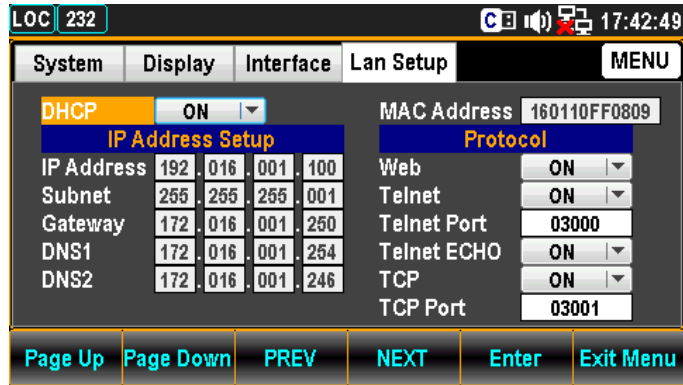 LOC 232 C 17:42:49
System Display Interface Lan Setup MENU
DHCP ON MAC Address 160110FF0809
IP Address Setup Protocol
IP Address 192 . 016 . 001 . 100 Web ON
Subnet 255 . 255 . 255 . 001 Telnet ON
Gateway 172 . 016 . 001 . 250 Telnet Port 03000
DNS1 172 . 016 . 001 . 254 Telnet ECHO ON
DNS2 172 . 016 . 001 . 246 TCP ON
TCP Port 03001
Page Up Page Down PREV NEXT Enter Exit Menu